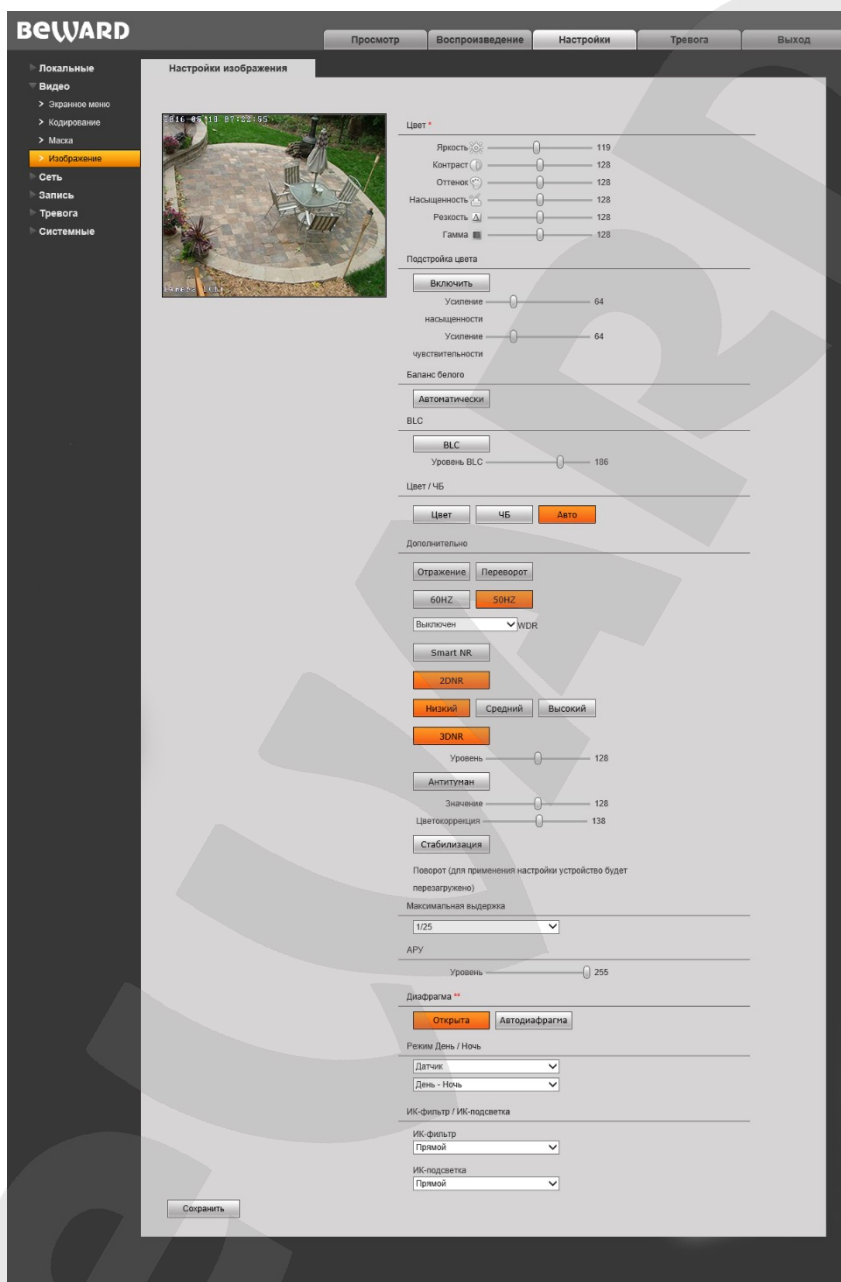 BEWARD
Просмотр
Воспроизведение
Настройки
Тревога
Выход
Локальные
Видео
> Экранное меню
> Кодирование
> Маска
> Изображение
Сеть
Запись
Тревога
Системные
Настройки изображения
Цвет *
Яркость 119
Контраст 128
Оттенок 128
Насыщенность 128
Резкость A 128
Гамма 128
Подстройка цвета
Включить
Усиление 64
насыщенности
Усиление 64
чувствительности
Баланс белого
Автоматически
BLC
BLC
Уровень BLC 186
Цвет / ЧБ
Цвет ЧБ Авто
Дополнительно
Отражение Переворот
60HZ 50HZ
Выключен WDR
Smart NR
2DNR
Низкий Средний Высокий
3DNR
Уровень 128
Антитуман
Значение 128
Цветокоррекция 138
Стабилизация
Поворот (для применения настройки устройство будет
перезагружено)
Максимальная выдержка
1/25
АРУ
Уровень 255
Диафрагма **
Открыта Автодиафрагма
Режим День / Ночь
Датчик
День - Ночь
ИК-фильтр / ИК-подсветка
ИК-фильтр
Прямой
ИК-подсветка
Прямой
Сохранить